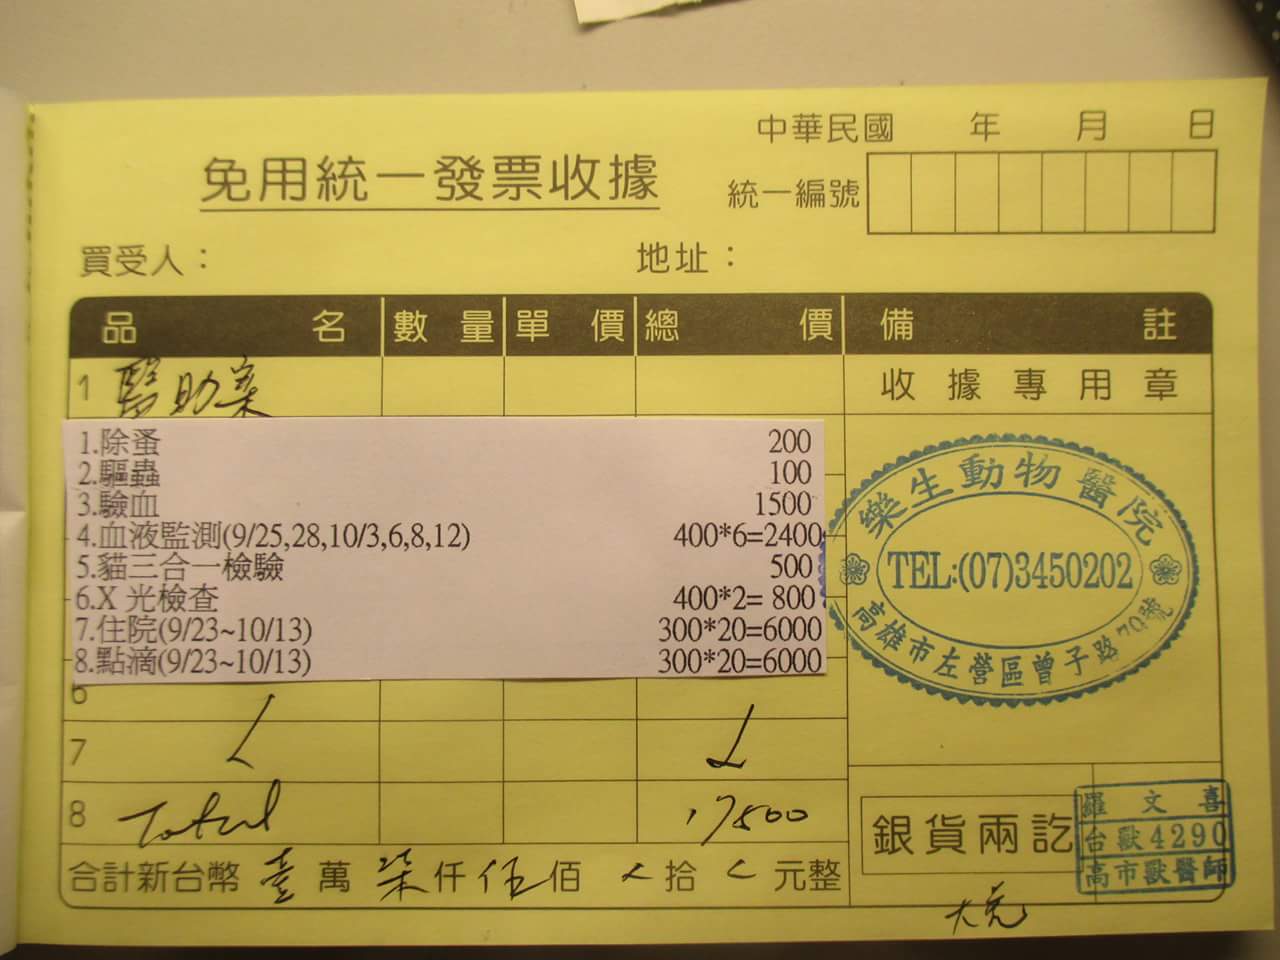 中華民國 年 月 日
免用統一發票收據
統一編號
買受人： 地址：
品名 數量 單價 總價 備註
1 醫助案
收據專用章
1.除蚤 200
2.驅蟲 100
3.驗血 1500
4.血液監測(9/25,28,10/3,6,8,12) 400*6=2400
5.貓三合一檢驗 500
6.X 光檢查 400*2= 800
7.住院(9/23~10/13) 300*20=6000
8.點滴(9/23~10/13) 300*20=6000
樂生動物醫院
TEL:(07)3450202
高雄市左營區曾子路70號
6
7
8 Total 17500
合計新台幣 壹萬柒仟伍佰 拾 元整
銀貨兩訖
羅文喜
台獸4290
高市獸醫師